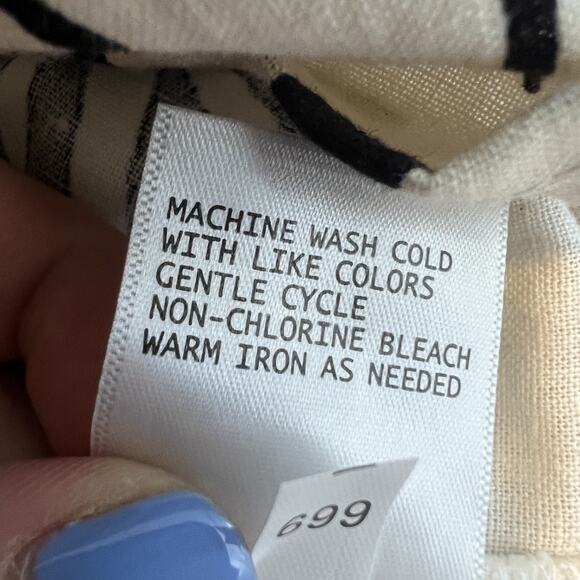 MACHINE WASH COLD
WITH LIKE COLORS
GENTLE CYCLE
NON-CHLORINE BLEACH
WARM IRON AS NEEDED
699